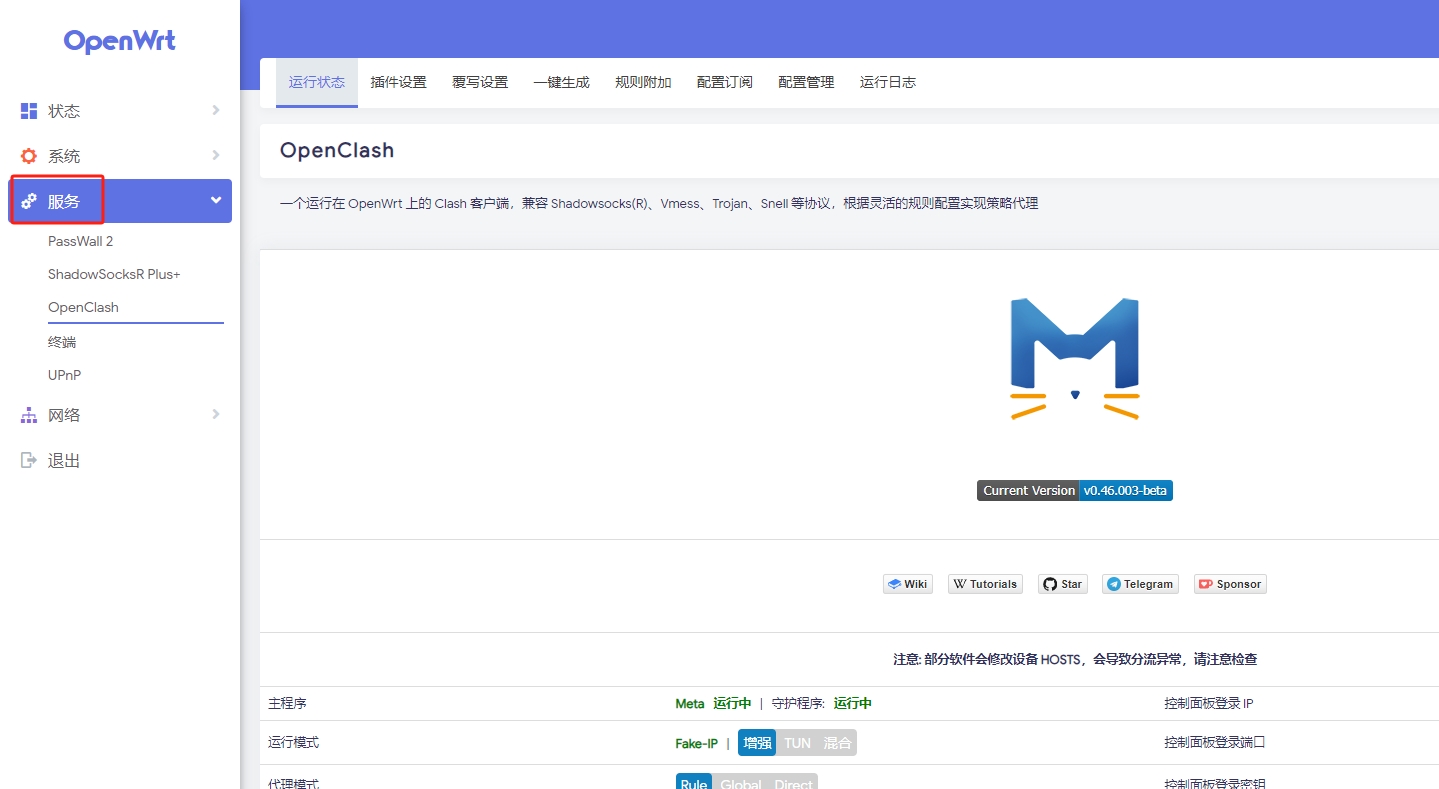 OpenWrt
状态
系统
服务
PassWall 2
ShadowSocksR Plus+
OpenClash
终端
UPnP
网络
退出
运行状态 插件设置 覆写设置 一键生成 规则附加 配置订阅 配置管理 运行日志
OpenClash
一个运行在 OpenWrt 上的 Clash 客户端，兼容 Shadowsocks(R)、Vmess、Trojan、Snell 等协议，根据灵活的规则配置实现策略代理
Current Version v0.46.003-beta
Wiki Tutorials Star Telegram Sponsor
注意: 部分软件会修改设备 HOSTS，会导致分流异常，请注意检查
主程序 Meta 运行中 | 守护程序: 运行中 控制面板登录 IP
运行模式 Fake-IP | 增强 TUN 混合 控制面板登录端口
代理模式 Rule Global Direct 控制面板登录密钥